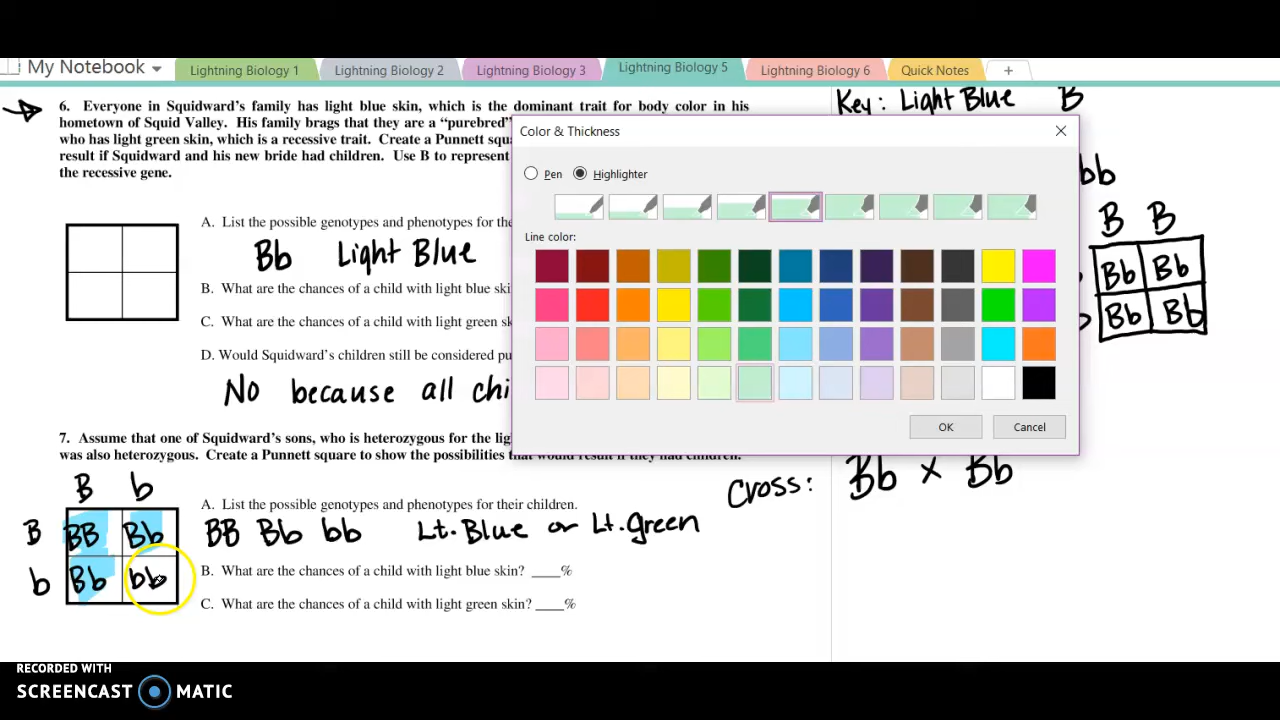 My Notebook
Lightning Biology 1
Lightning Biology 2
Lightning Biology 3
Lightning Biology 5
Lightning Biology 6
Quick Notes
+
6. Everyone in Squidward's family has light blue skin, which is the dominant trait for body color in his
hometown of Squid Valley. His family brags that they are a "purebred"
who has light green skin, which is a recessive trait. Create a Punnett squa
result if Squidward and his new bride had children. Use B to represent
the recessive gene.
A. List the possible genotypes and phenotypes for the
Bb Light Blue
B. What are the chances of a child with light blue ski
C. What are the chances of a child with light green sk
D. Would Squidward's children still be considered pu
No because all chi
Key: Light Blue B
bb
B B
Bb Bb
Bb Bb
Color & Thickness
Pen
Highlighter
Line color:
OK
Cancel
7. Assume that one of Squidward's sons, who is heterozygous for the lig
was also heterozygous. Create a Punnett square to show the possibilities that would result if they had children.
Cross: Bb x Bb
B b
B BB Bb
b Bb bb
A. List the possible genotypes and phenotypes for their children.
BB Bb bb Lt. Blue or Lt. green
B. What are the chances of a child with light blue skin? ____%
C. What are the chances of a child with light green skin? ____%
RECORDED WITH
SCREENCAST MATIC